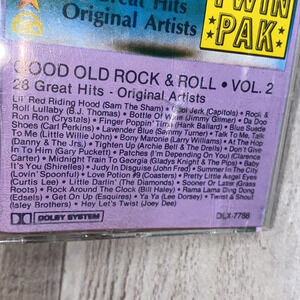 Great Hits
Original Artists
TWIN
PAK
GOOD OLD ROCK & ROLL • VOL. 2
28 Great Hits - Original Artists
Lil' Red Riding Hood (Sam The Sham) • Cool Jerk (Capitols) • Rock &
Roll Lullaby (B.J. Thomas) • Bottle Of Wine (Jimmy Gilmer) • Da Doo
Ron Ron (Crystals) • Finger Poppin' Time (Hank Ballard) • Blue Suede
Shoes (Carl Perkins) • Lavender Blue (Sammy Turner) • Talk To Me, Talk
To Me (Little Willie John) • Bony Maronie (Larry Williams) • At The Hop
(Danny & The Jrs.) • Tighten Up (Archie Bell & The Drells) • Don't Give
In To Him (Gary Puckett) • Patches (I'm Depending On You) (Clarence
Carter) • Midnight Train To Georgia (Gladys Knight & The Pips) • Baby
It's You (Shirelles) • Judy In Disguise (John Fred) • Summer In The City
(Lovin' Spoonful) • Love Potion #9 (Coasters) • Pretty Little Angel Eyes
(Curtis Lee) • Little Darlin' (The Diamonds) • Sooner Or Later (Grass
Roots) • Rock Around The Clock (Bill Haley) • Rama Lama Ding Dong
(Edsels) • Get On Up (Esquires) • Ya Ya (Lee Dorsey) • Twist & Shout
(Isley Brothers) • Hey Let's Twist (Joey Dee)
DOLBY SYSTEM
DLX-7788